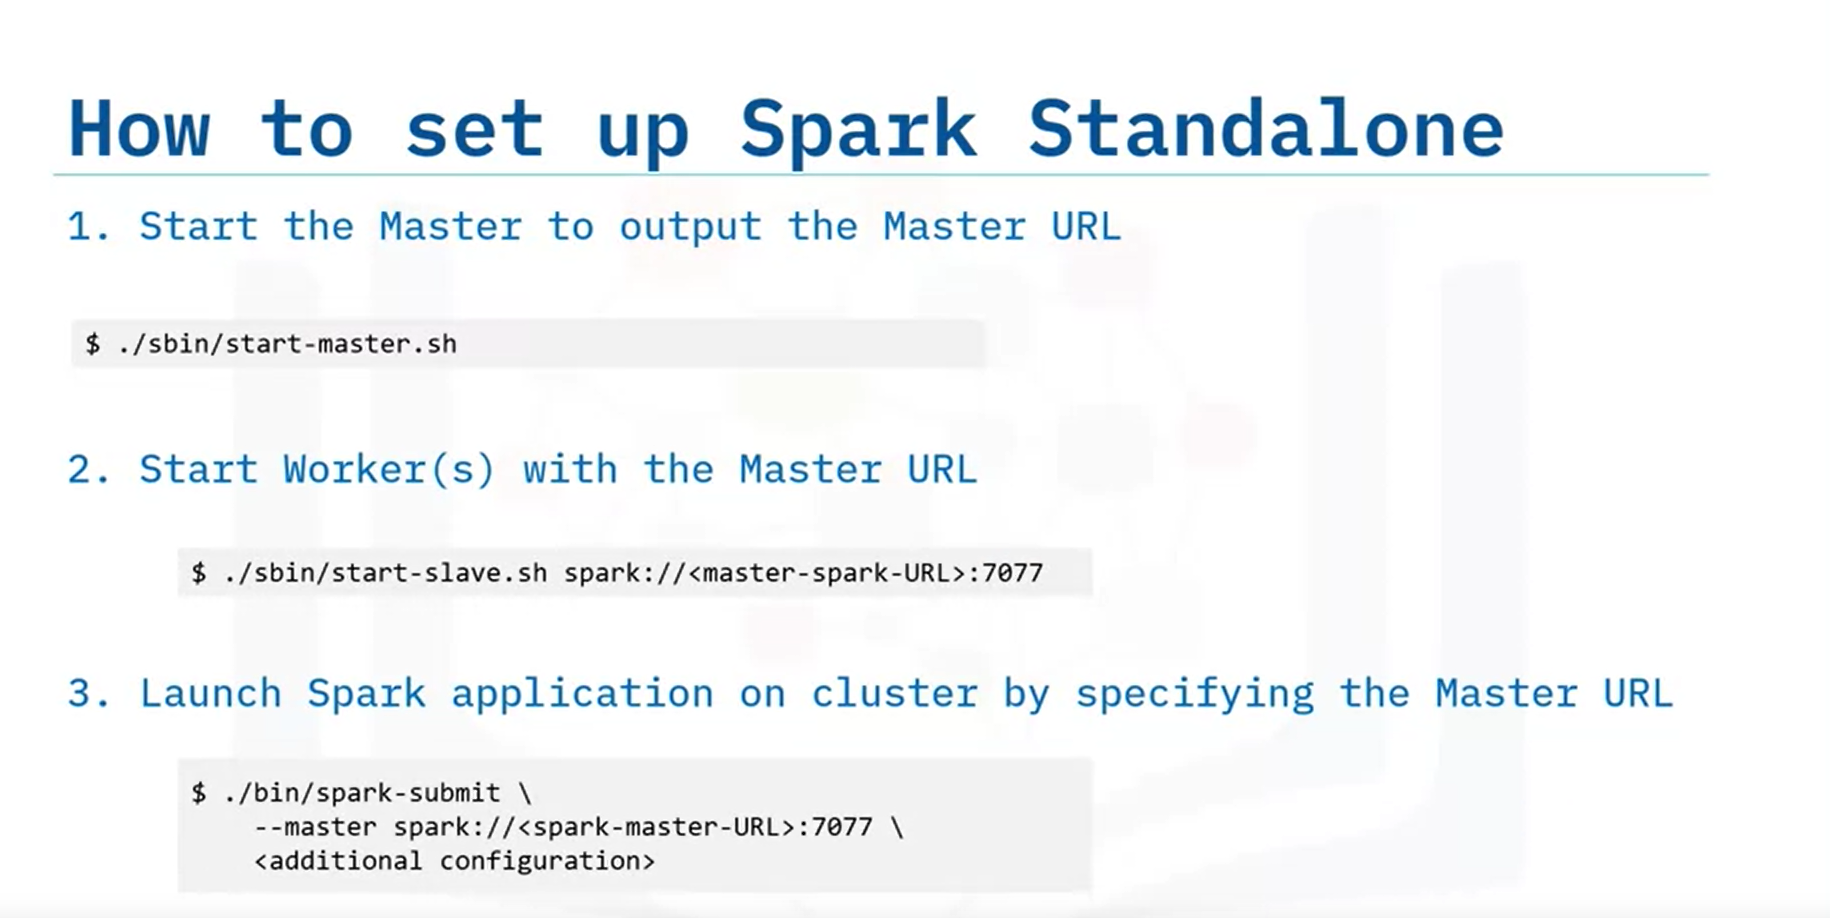 How to set up Spark Standalone
1. Start the Master to output the Master URL
$ ./sbin/start-master.sh
2. Start Worker(s) with the Master URL
$ ./sbin/start-slave.sh spark://<master-spark-URL>:7077
3. Launch Spark application on cluster by specifying the Master URL
$ ./bin/spark-submit \
--master spark://<spark-master-URL>:7077 \
<additional configuration>